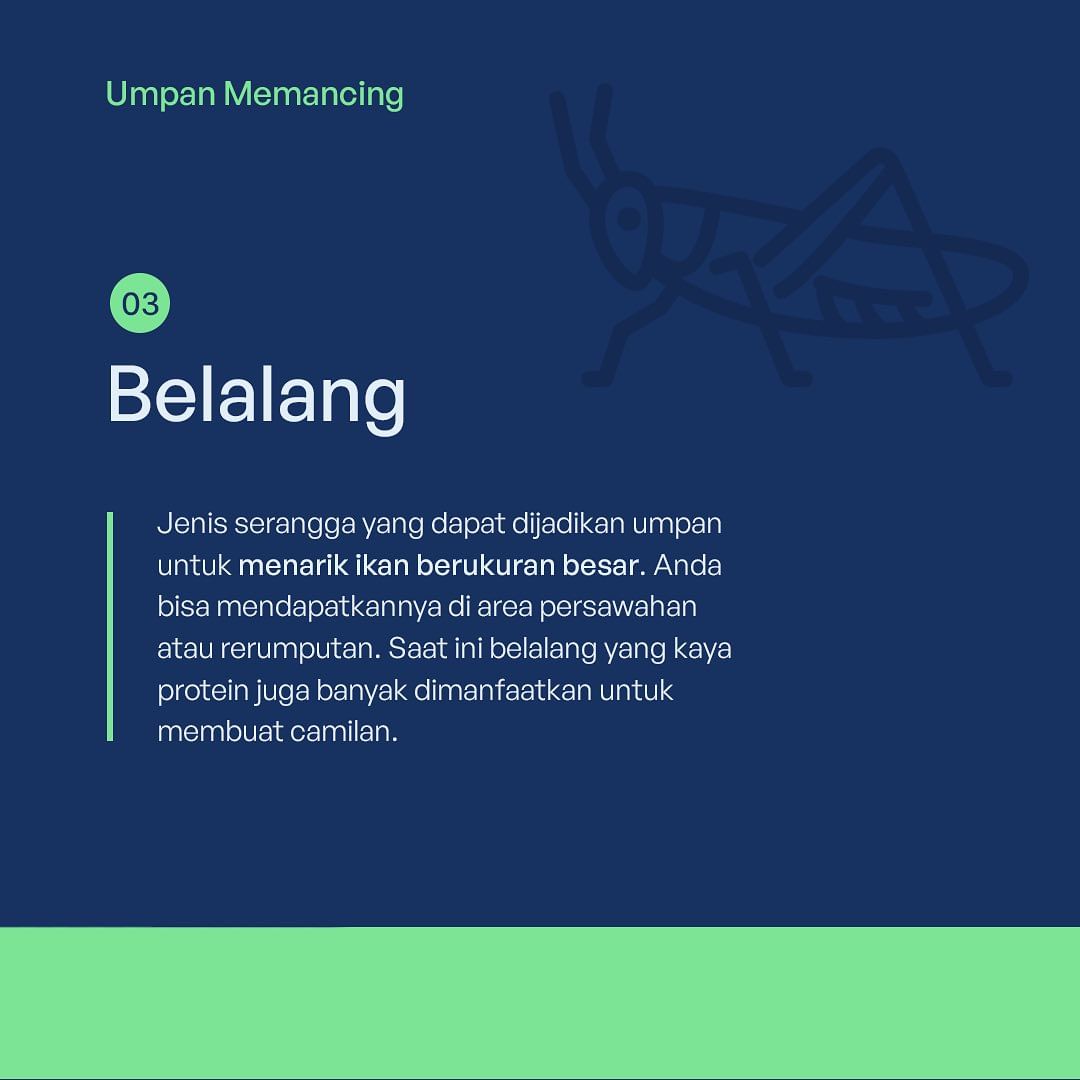 Umpan Memancing
03
Belalang
Jenis serangga yang dapat dijadikan umpan
untuk menarik ikan berukuran besar. Anda
bisa mendapatkannya di area persawahan
atau rerumputan. Saat ini belalang yang kaya
protein juga banyak dimanfaatkan untuk
membuat camilan.